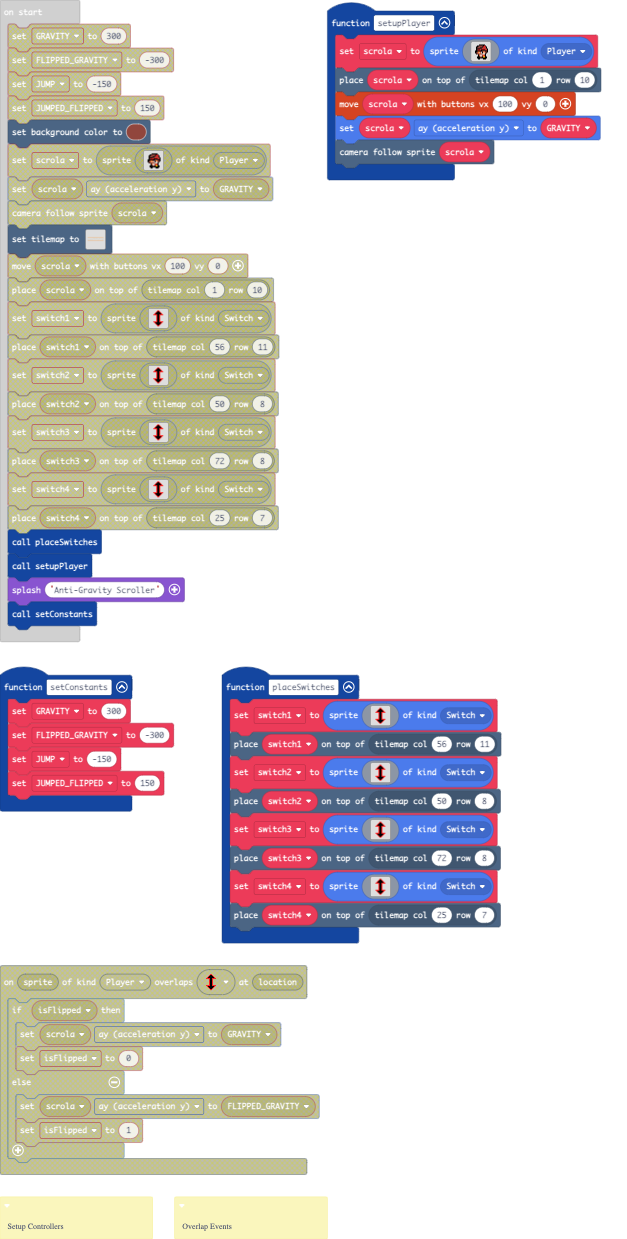 on start
set GRAVITY to 300
set FLIPPED_GRAVITY to -300
set JUMP to -150
set JUMPED_FLIPPED to 150
set background color to
set scrola to sprite of kind Player
set scrola ay (acceleration y) to GRAVITY
camera follow sprite scrola
set tilemap to
move scrola with buttons vx 100 vy 0
place scrola on top of tilemap col 1 row 10
set switch1 to sprite of kind Switch
place switch1 on top of tilemap col 56 row 11
set switch2 to sprite of kind Switch
place switch2 on top of tilemap col 50 row 8
set switch3 to sprite of kind Switch
place switch3 on top of tilemap col 72 row 8
set switch4 to sprite of kind Switch
place switch4 on top of tilemap col 25 row 7
call placeSwitches
call setupPlayer
splash "Anti-Gravity Scroller"
call setConstants
function setupPlayer
set scrola to sprite of kind Player
place scrola on top of tilemap col 1 row 10
move scrola with buttons vx 100 vy 0
set scrola ay (acceleration y) to GRAVITY
camera follow sprite scrola
function setConstants
set GRAVITY to 300
set FLIPPED_GRAVITY to -300
set JUMP to -150
set JUMPED_FLIPPED to 150
function placeSwitches
set switch1 to sprite of kind Switch
place switch1 on top of tilemap col 56 row 11
set switch2 to sprite of kind Switch
place switch2 on top of tilemap col 50 row 8
set switch3 to sprite of kind Switch
place switch3 on top of tilemap col 72 row 8
set switch4 to sprite of kind Switch
place switch4 on top of tilemap col 25 row 7
on sprite of kind Player overlaps at location
if isFlipped then
set scrola ay (acceleration y) to GRAVITY
set isFlipped to 0
else
set scrola ay (acceleration y) to FLIPPED_GRAVITY
set isFlipped to 1
Setup Controllers
Overlap Events